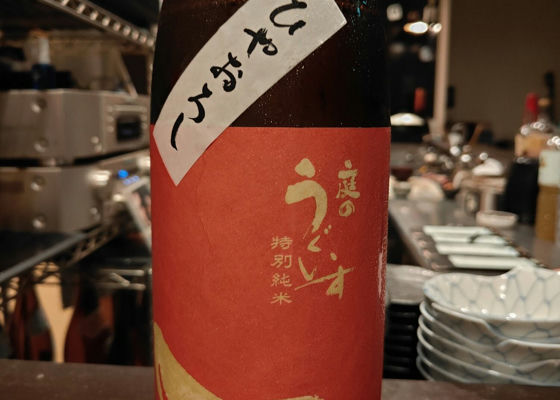 ひやおろし
庭の
うぐいす
特別純米